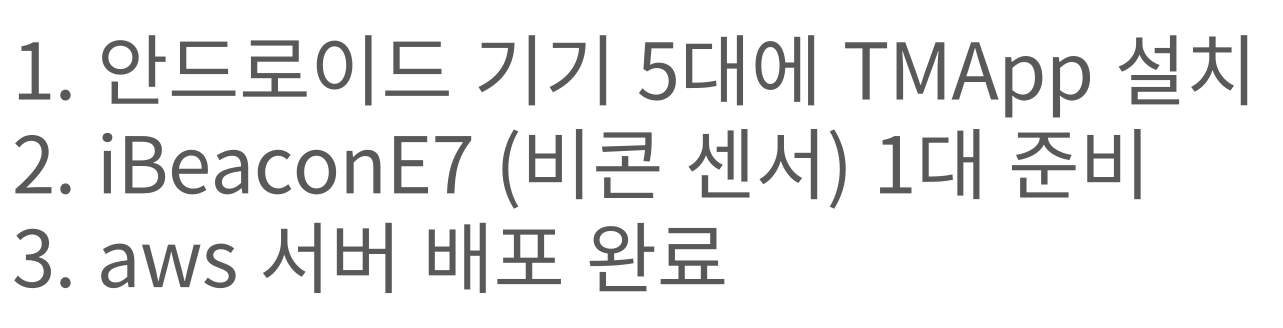 1. 안드로이드 기기 5대에 TMApp 설치
2. iBeaconE7 (비콘 센서) 1대 준비
3. aws 서버 배포 완료